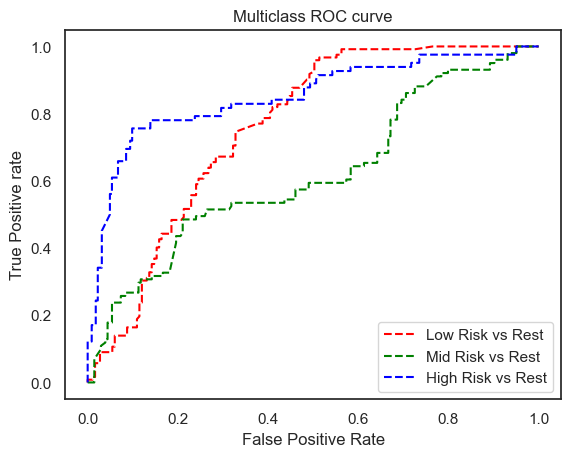 Multiclass ROC curve
True Positive rate
1.0
0.8
0.6
0.4
0.2
0.0
Low Risk vs Rest
Mid Risk vs Rest
High Risk vs Rest
0.0 0.2 0.4 0.6 0.8 1.0
False Positive Rate